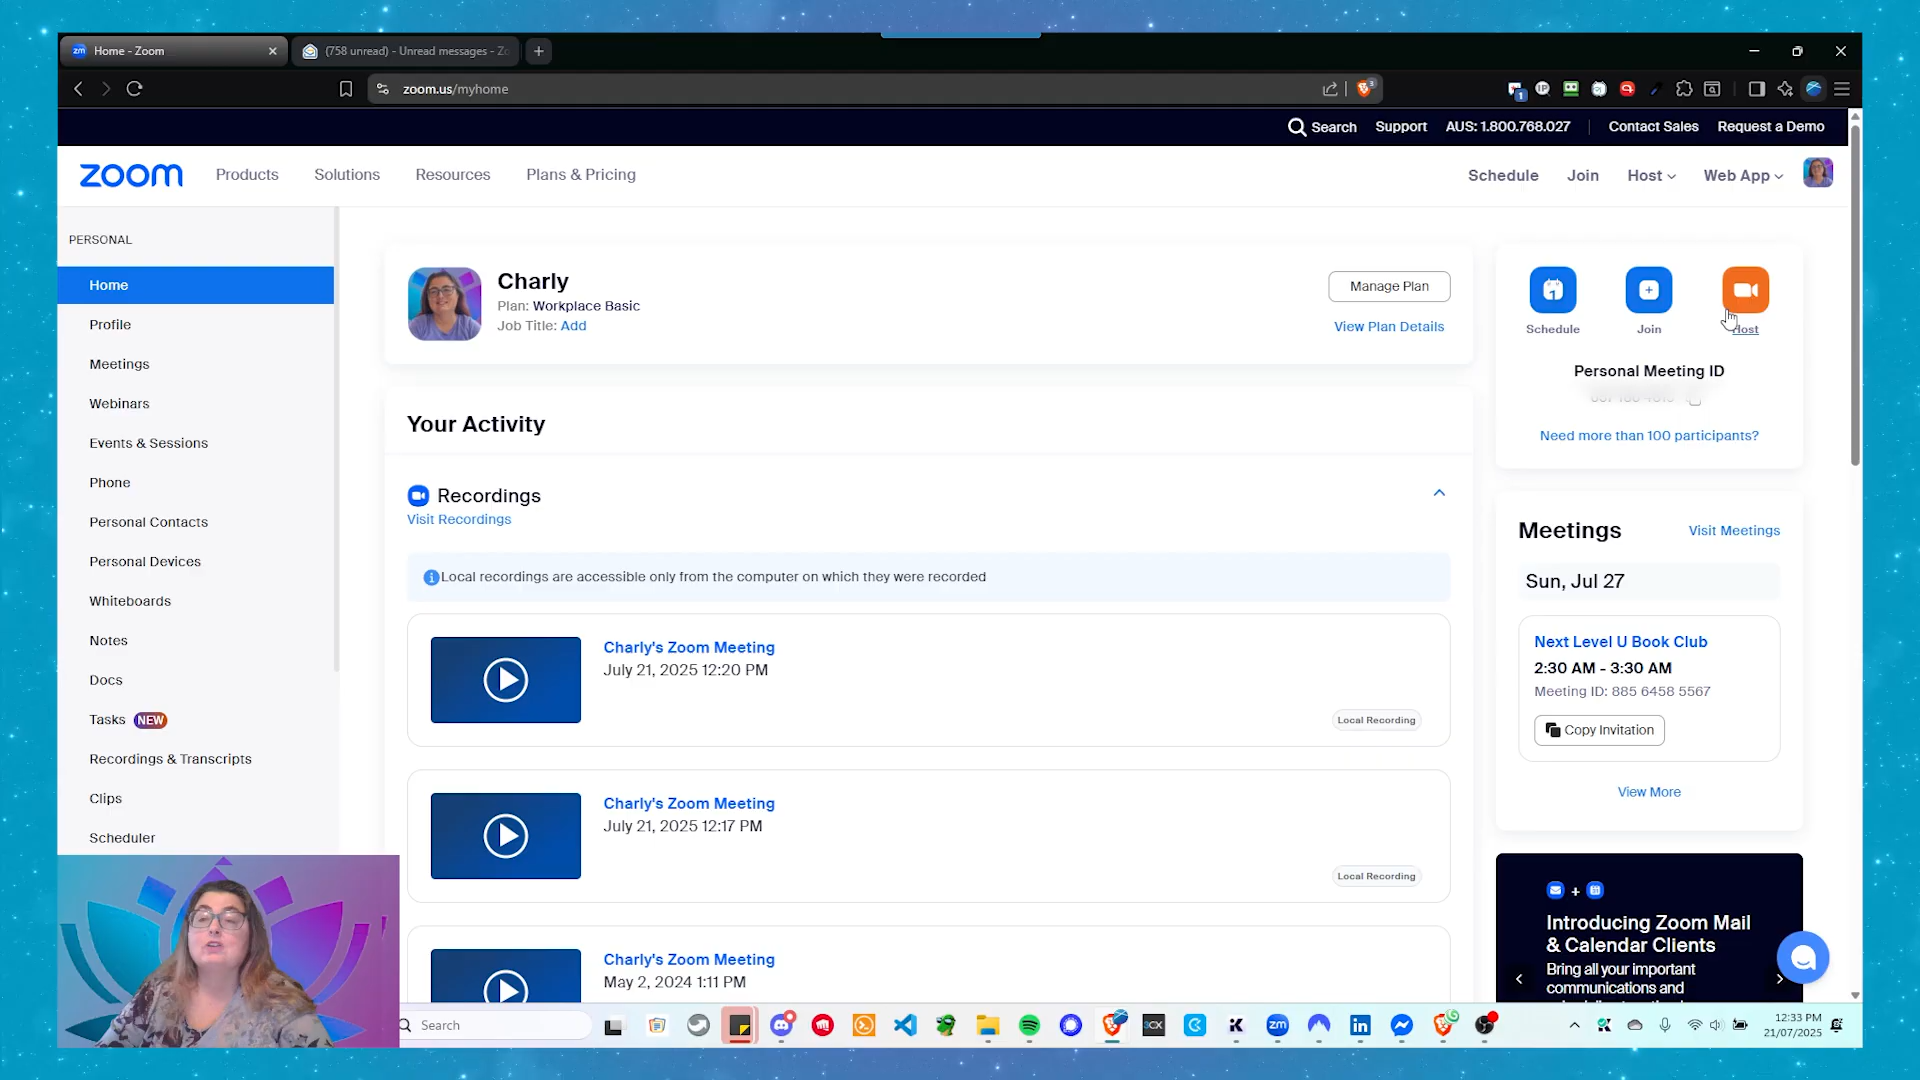 Home - Zoom
(758 unread) - Unread messages - Zo
zoom.us/myhome
Search
Support
AUS: 1.800.768.027
Contact Sales
Request a Demo
zoom
Products
Solutions
Resources
Plans & Pricing
Schedule
Join
Host
Web App
PERSONAL
Home
Profile
Meetings
Webinars
Events & Sessions
Phone
Personal Contacts
Personal Devices
Whiteboards
Notes
Docs
Tasks NEW
Recordings & Transcripts
Clips
Scheduler
Charly
Plan: Workplace Basic
Job Title: Add
Manage Plan
View Plan Details
Your Activity
Recordings
Visit Recordings
Local recordings are accessible only from the computer on which they were recorded
Charly's Zoom Meeting
July 21, 2025 12:20 PM
Local Recording
Charly's Zoom Meeting
July 21, 2025 12:17 PM
Local Recording
Charly's Zoom Meeting
May 2, 2024 1:11 PM
Schedule
Join
Host
Personal Meeting ID
Need more than 100 participants?
Meetings
Visit Meetings
Sun, Jul 27
Next Level U Book Club
2:30 AM - 3:30 AM
Meeting ID: 885 6458 5567
Copy Invitation
View More
Introducing Zoom Mail
& Calendar Clients
Bring all your important
communications and
Search
12:33 PM
21/07/2025